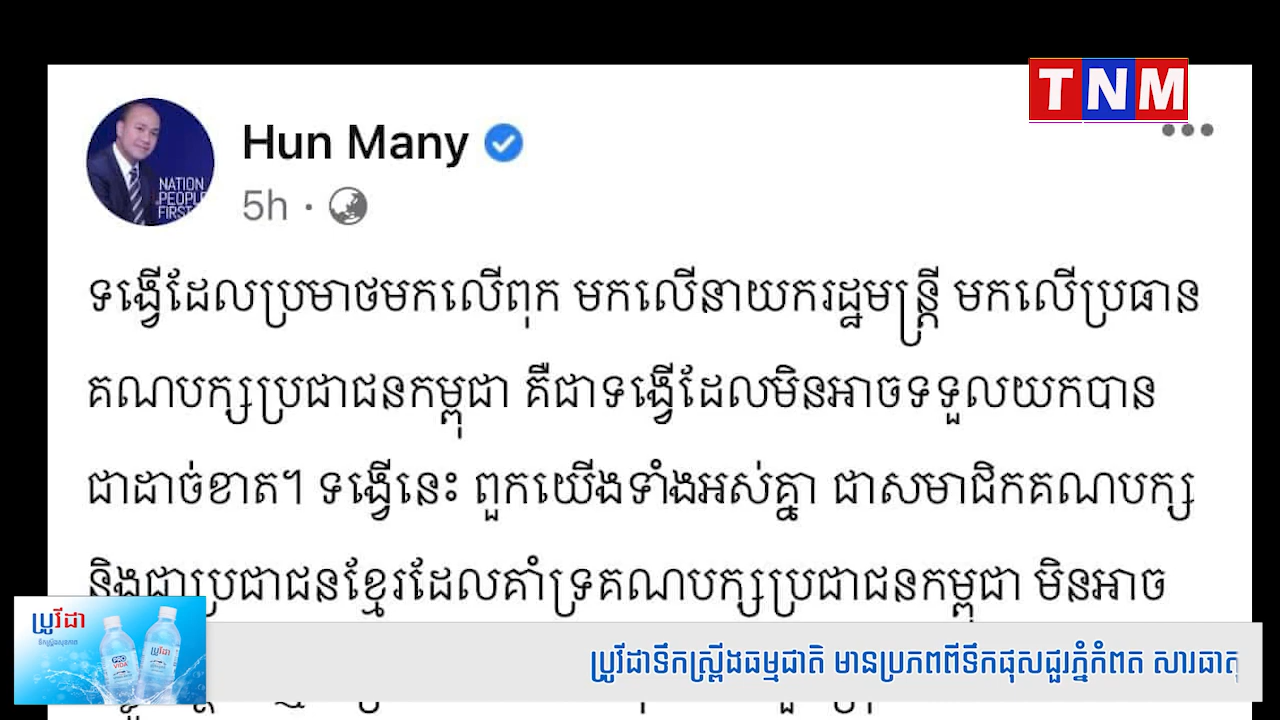 TNM
Hun Many
NATION
PEOPLE
FIRST
5h ·
ទង្វើដែលប្រមាថមកលើពុក មកលើនាយករដ្ឋមន្ត្រី មកលើប្រធាន
គណបក្សប្រជាជនកម្ពុជា គឺជាទង្វើដែលមិនអាចទទួលយកបាន
ជាដាច់ខាត។ ទង្វើនេះ ពួកយើងទាំងអស់គ្នា ជាសមាជិកគណបក្ស
និងជាប្រជាជនខ្មែរដែលគាំទ្រគណបក្សប្រជាជនកម្ពុជា មិនអាច
ប្រូវីដា
PRO
VIDA
ប្រូវីដាទឹកស្រ្ពីងធម្មជាតិ មានប្រភពពីទឹកផុសជួរភ្នំកំពត សារធាតុ